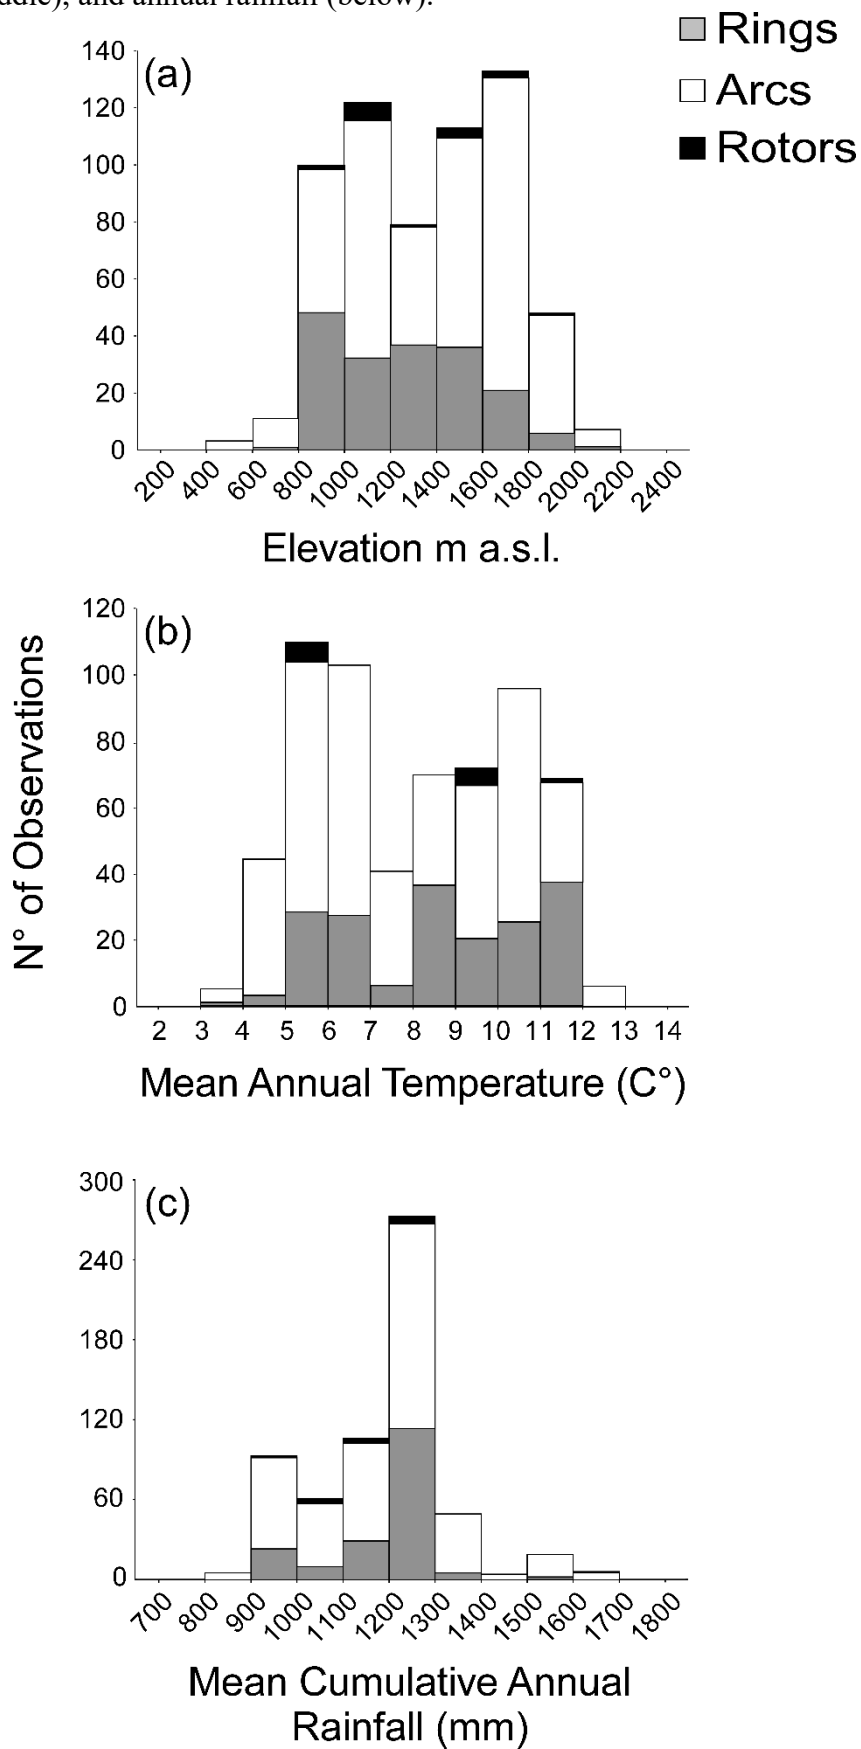 and annual rainfall (below).
Rings
Arcs
Rotors
(a)
140
120
100
80
60
40
20
0
200 400 600 800 1000 1200 1400 1600 1800 2000 2200 2400
Elevation m a.s.l.
N° of Observations
(b)
120
100
80
60
40
20
0
2 3 4 5 6 7 8 9 10 11 12 13 14
Mean Annual Temperature (C°)
(c)
300
240
180
120
60
0
700 800 900 1000 1100 1200 1300 1400 1500 1600 1700 1800
Mean Cumulative Annual
Rainfall (mm)